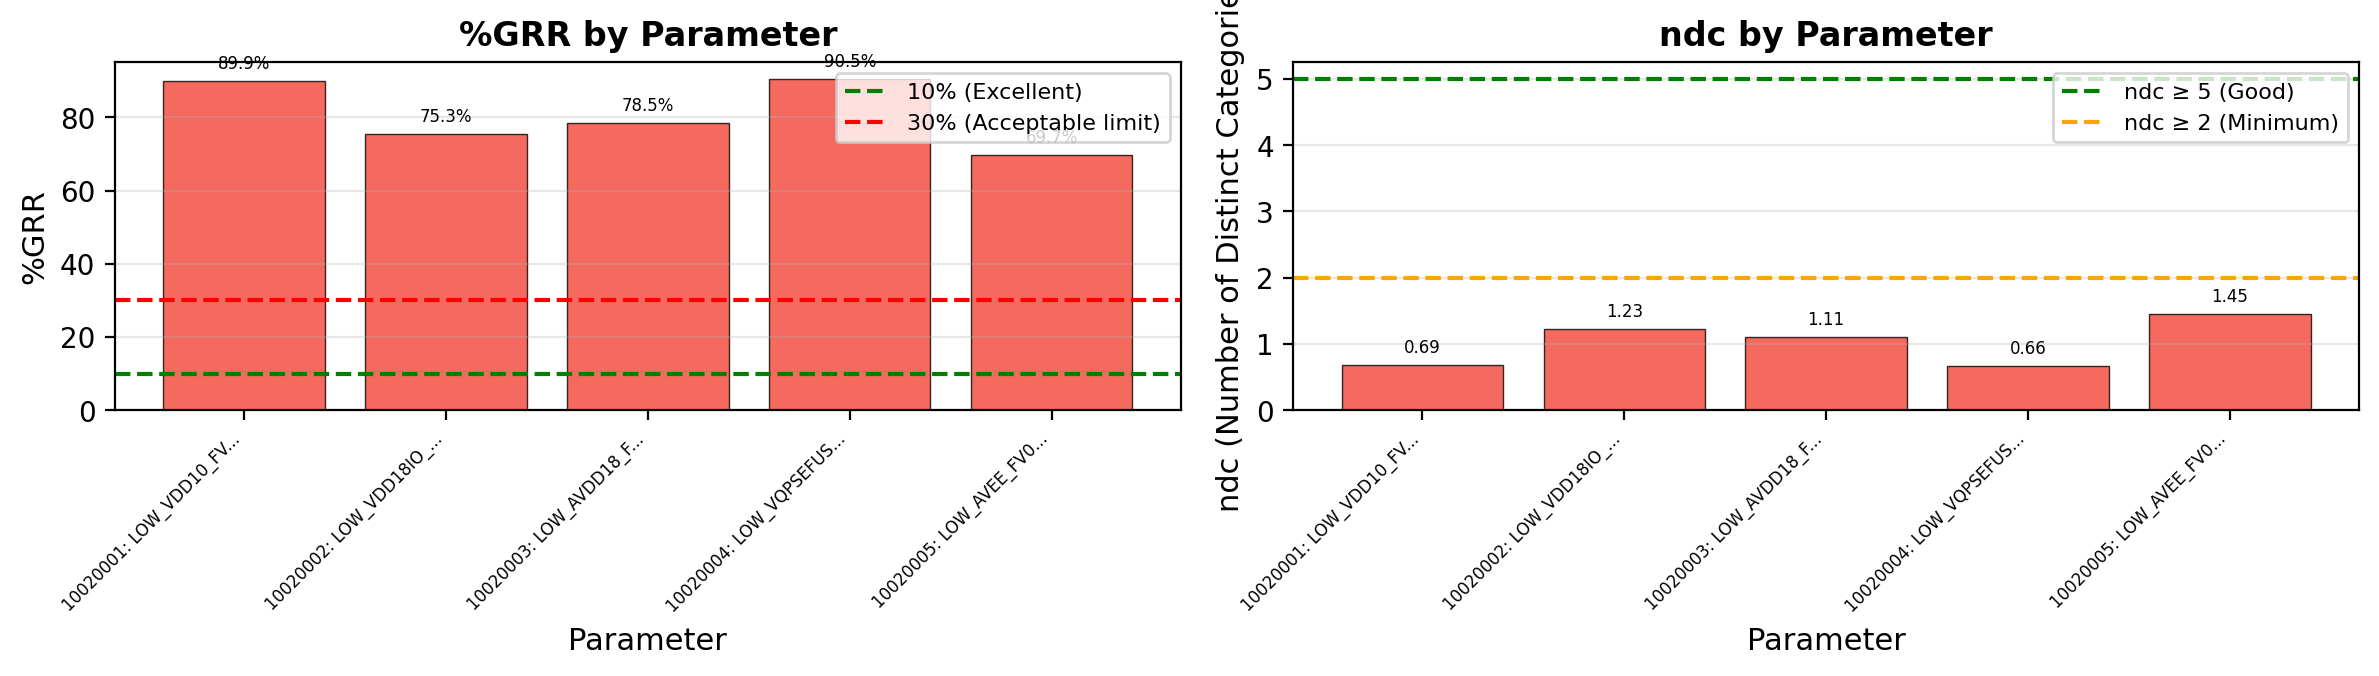 %GRR by Parameter
%GRR
80
60
40
20
0
89.9%
75.3%
78.5%
90.5%
69.7%
10% (Excellent)
30% (Acceptable limit)
10020001: LOW_VDD10_FV...
10020002: LOW_VDD18IO_...
10020003: LOW_AVDD18_F...
10020004: LOW_VQPSEFUS...
10020005: LOW_AVEE_FV0...
Parameter
ndc by Parameter
ndc (Number of Distinct Categorie
5
4
3
2
1
0
0.69
1.23
1.11
0.66
1.45
ndc ≥ 5 (Good)
ndc ≥ 2 (Minimum)
10020001: LOW_VDD10_FV...
10020002: LOW_VDD18IO_...
10020003: LOW_AVDD18_F...
10020004: LOW_VQPSEFUS...
10020005: LOW_AVEE_FV0...
Parameter